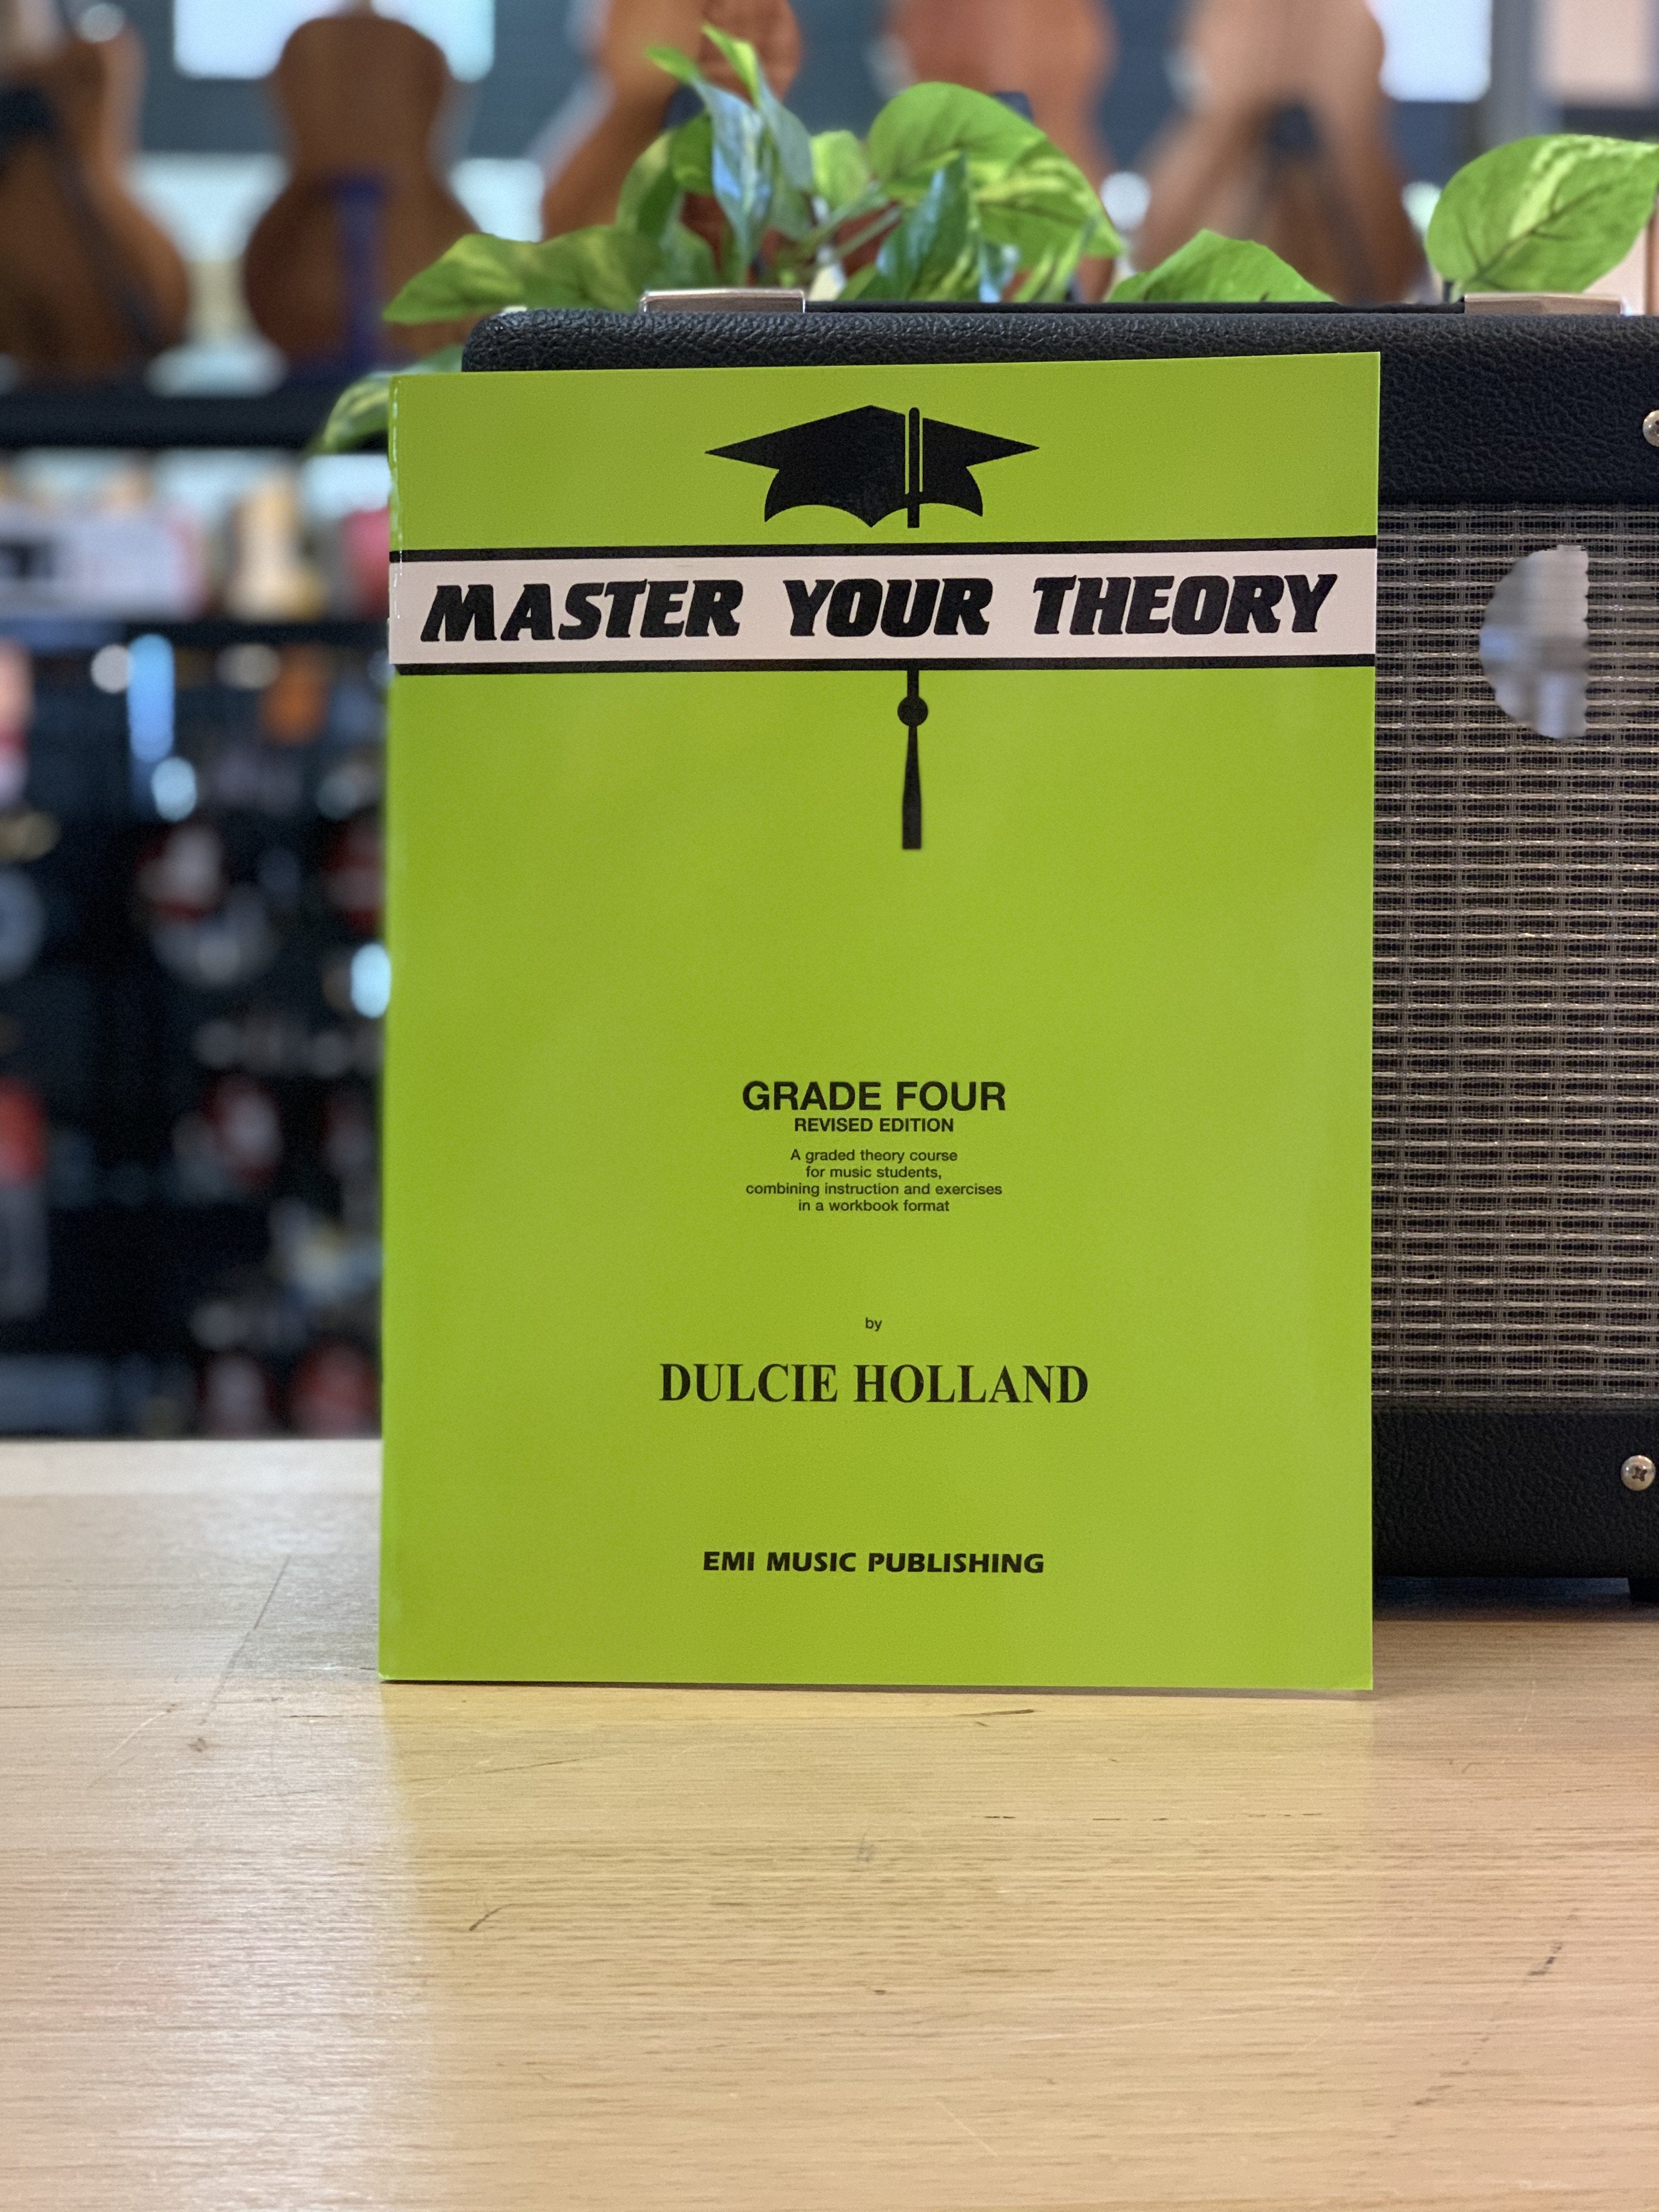 MASTER YOUR THEORY
GRADE FOUR
REVISED EDITION
A graded theory course
for music students,
combining instruction and exercises
in a workbook format
by
DULCIE HOLLAND
EMI MUSIC PUBLISHING